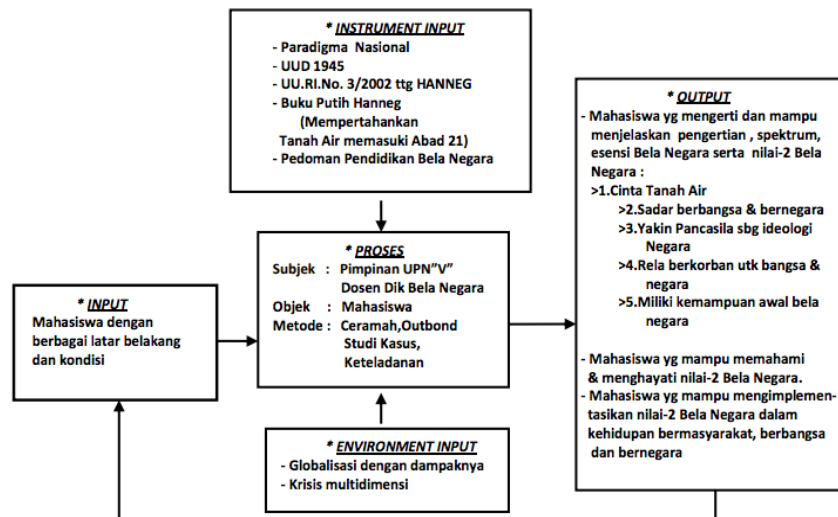 * INSTRUMENT INPUT
- Paradigma Nasional
- UUD 1945
- UU.RI.No. 3/2002 ttg HANNEG
- Buku Putih Hanneg
(Mempertahankan
Tanah Air memasuki Abad 21)
- Pedoman Pendidikan Bela Negara
* INPUT
Mahasiswa dengan
berbagai latar belakang
dan kondisi
* PROSES
Subjek : Pimpinan UPN"V"
Dosen Dik Bela Negara
Objek : Mahasiswa
Metode : Ceramah,Outbond
Studi Kasus,
Keteladanan
* ENVIRONMENT INPUT
- Globalisasi dengan dampaknya
- Krisis multidimensi
* OUTPUT
- Mahasiswa yg mengerti dan mampu
menjelaskan pengertian , spektrum,
esensi Bela Negara serta nilai-2 Bela
Negara :
>1.Cinta Tanah Air
>2.Sadar berbangsa & bernegara
>3.Yakin Pancasila sbg ideologi
Negara
>4.Rela berkorban utk bangsa &
negara
>5.Miliki kemampuan awal bela
negara
- Mahasiswa yg mampu memahami
& menghayati nilai-2 Bela Negara.
- Mahasiswa yg mampu mengimplemen-
tasikan nilai-2 Bela Negara dalam
kehidupan bermasyarakat, berbangsa
dan bernegara